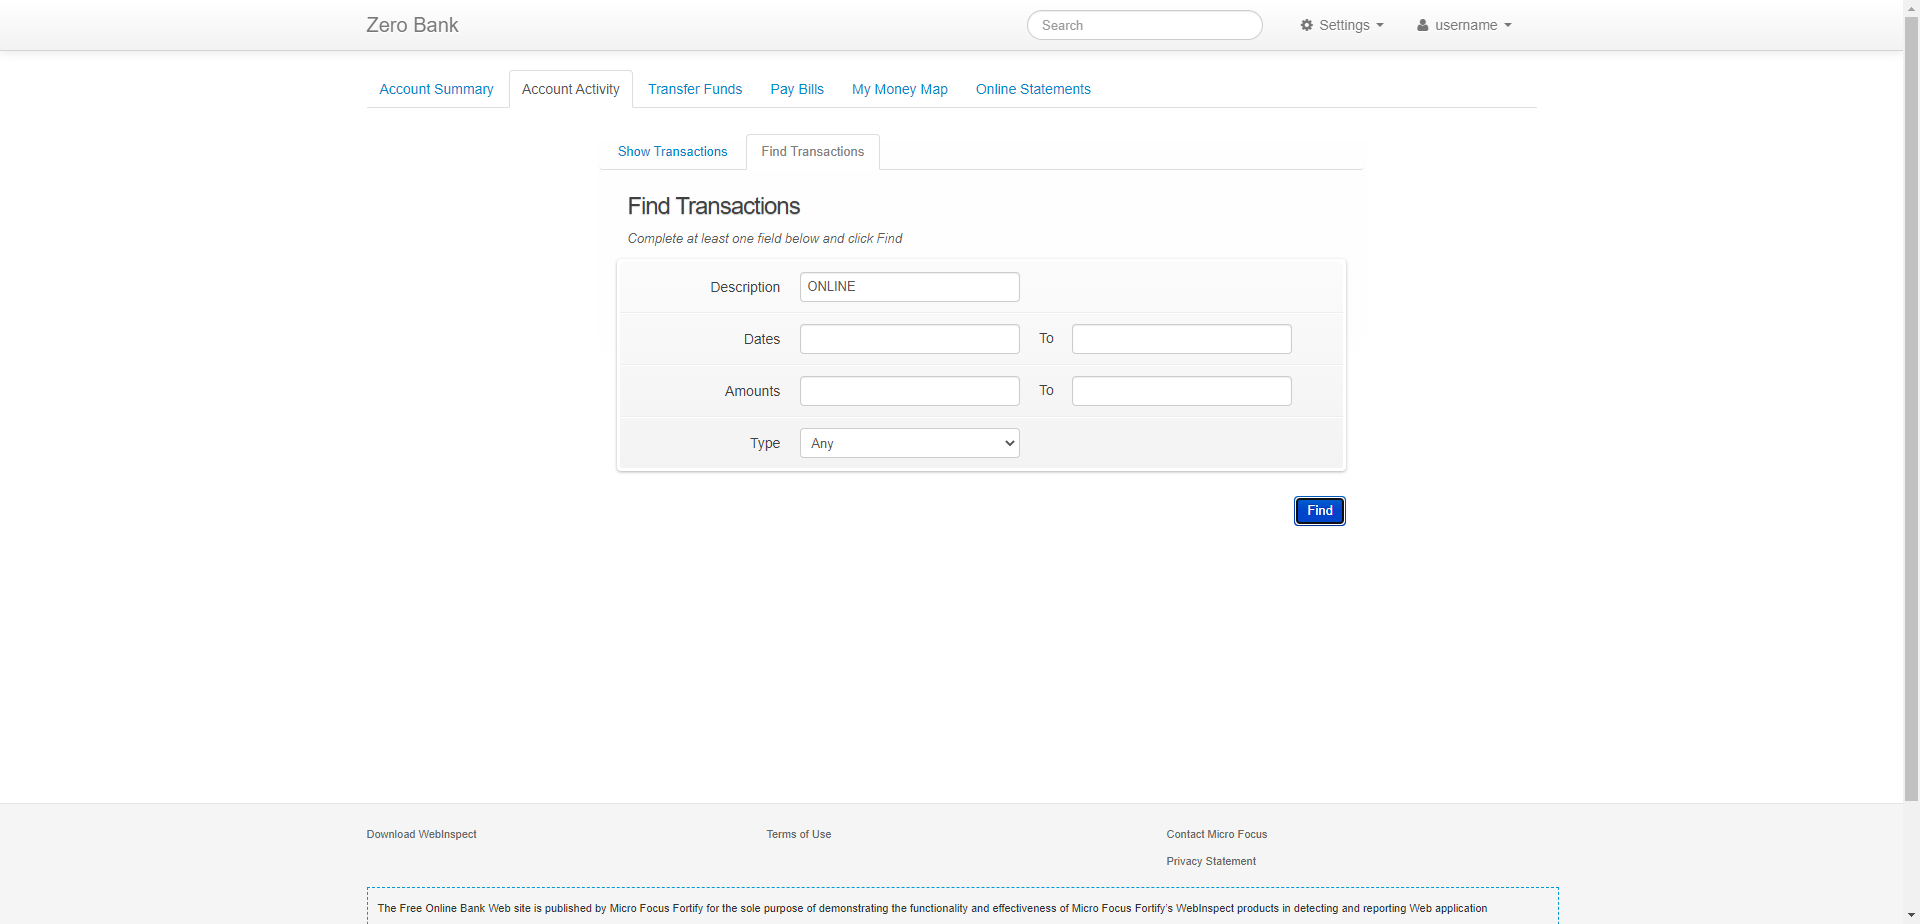 Zero Bank
Search
Settings
username
Account Summary
Account Activity
Transfer Funds
Pay Bills
My Money Map
Online Statements
Show Transactions
Find Transactions
Find Transactions
Complete at least one field below and click Find
Description
ONLINE
Dates
To
Amounts
To
Type
Any
Find
Download WebInspect
Terms of Use
Contact Micro Focus
Privacy Statement
The Free Online Bank Web site is published by Micro Focus Fortify for the sole purpose of demonstrating the functionality and effectiveness of Micro Focus Fortify's WebInspect products in detecting and reporting Web application